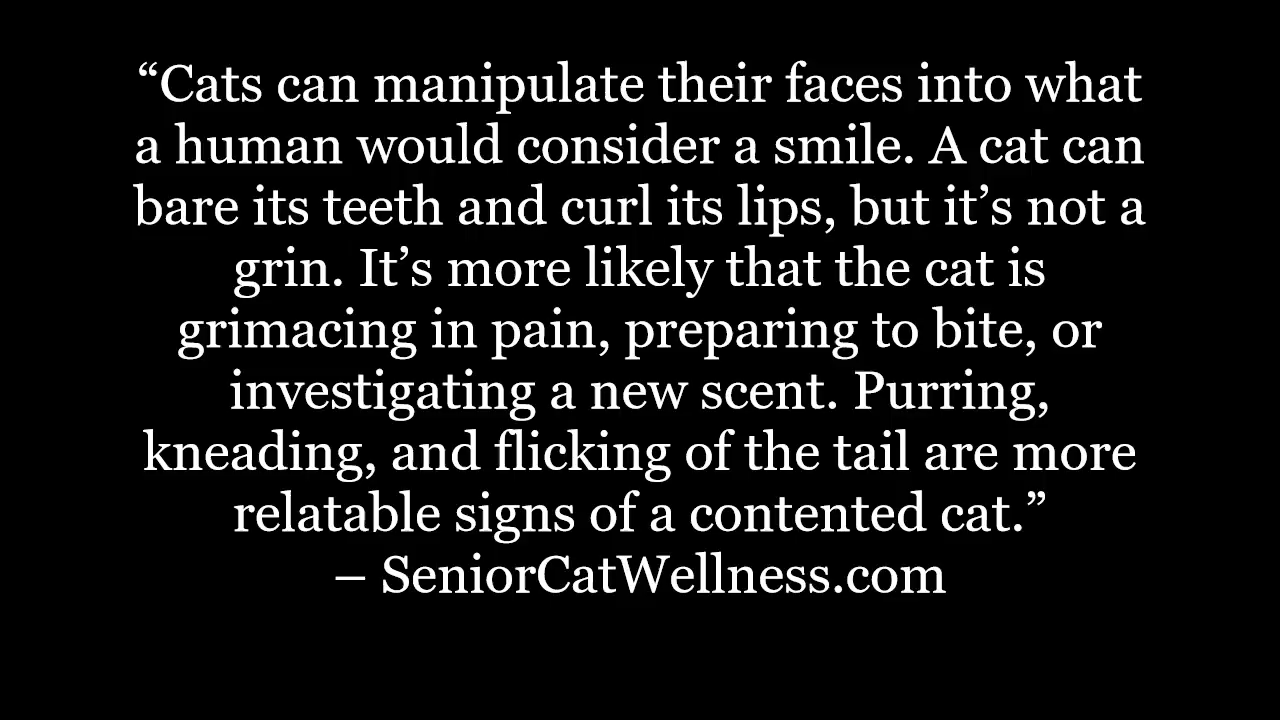 “Cats can manipulate their faces into what
a human would consider a smile. A cat can
bare its teeth and curl its lips, but it’s not a
grin. It’s more likely that the cat is
grimacing in pain, preparing to bite, or
investigating a new scent. Purring,
kneading, and flicking of the tail are more
relatable signs of a contented cat.”
– SeniorCatWellness.com